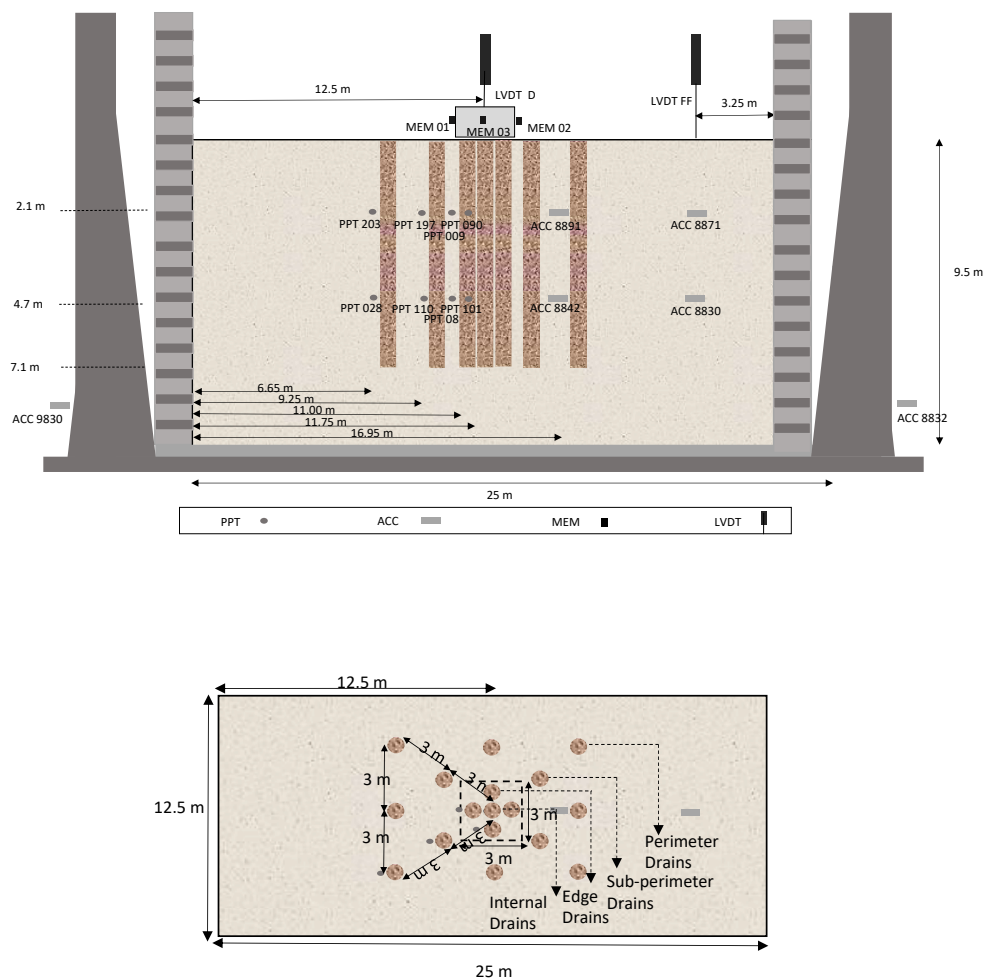 12.5 m
LVDT D
LVDT FF
3.25 m
MEM 01
MEM 03
MEM 02
2.1 m
PPT 203
PPT 197
PPT 090
PPT 009
ACC 8891
ACC 8871
9.5 m
4.7 m
PPT 028
PPT 110
PPT 101
PPT 08
ACC 8842
ACC 8830
7.1 m
6.65 m
9.25 m
11.00 m
11.75 m
16.95 m
ACC 9830
ACC 8832
25 m
PPT
ACC
MEM
LVDT
12.5 m
3 m
3 m
3 m
3 m
12.5 m
3 m
3 m
3 m
3 m
Perimeter
Drains
Sub-perimeter
Drains
Edge
Drains
Internal
Drains
25 m